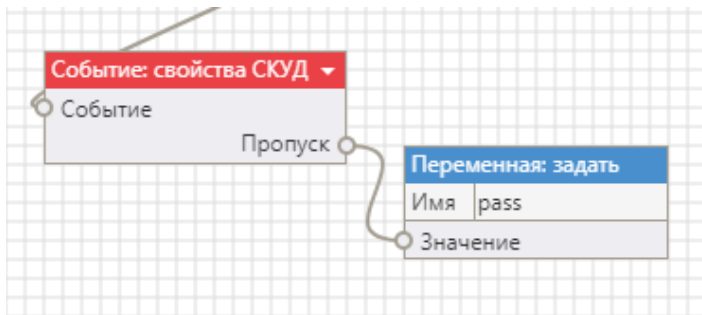 Событие: свойства СКУД
Событие
Пропуск
Переменная: задать
Имя pass
Значение